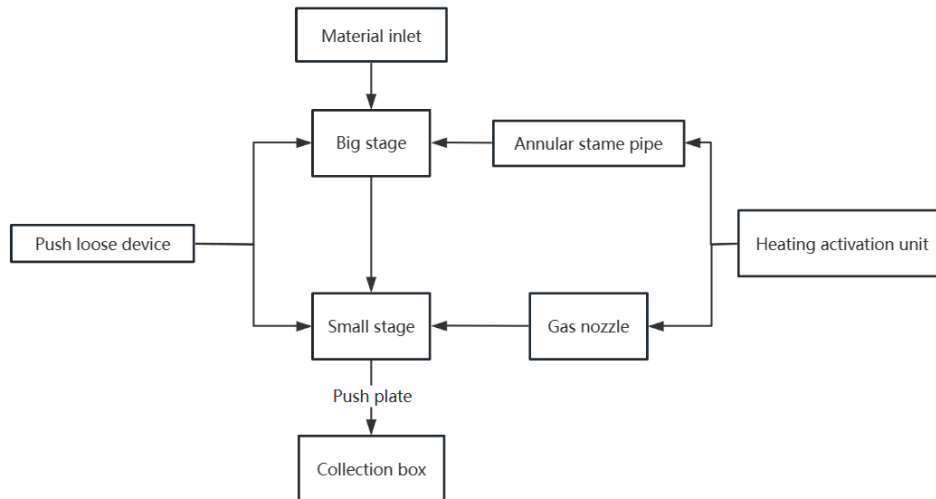 Material inlet
Big stage
Annular stame pipe
Push loose device
Heating activation unit
Small stage
Gas nozzle
Push plate
Collection box